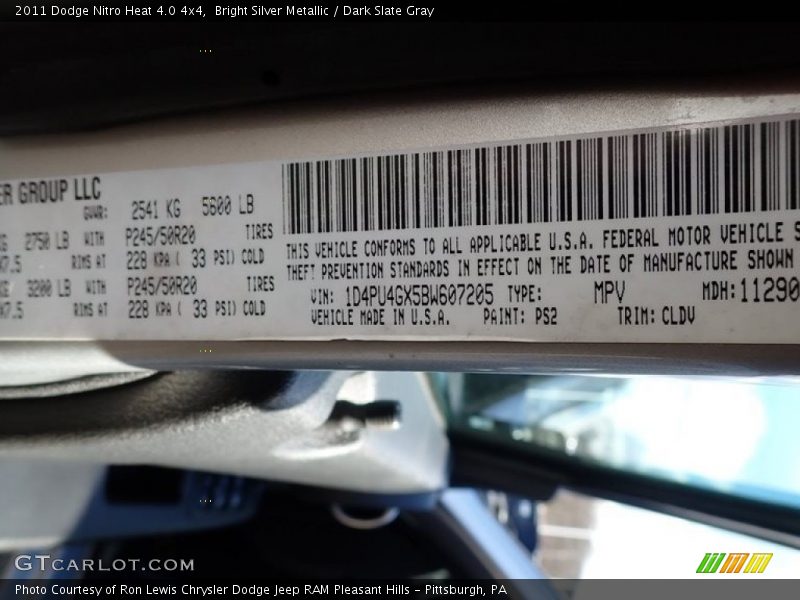 2011 Dodge Nitro Heat 4.0 4x4,  Bright Silver Metallic / Dark Slate Gray
GROUP LLC
GVWR: 2541 KG 5600 LB
2750 LB WITH P245/50R20 TIRES
RIMS AT 228 KPA ( 33 PSI) COLD
3200 LB WITH P245/50R20 TIRES
RIMS AT 228 KPA ( 33 PSI) COLD
THIS VEHICLE CONFORMS TO ALL APPLICABLE U.S.A. FEDERAL MOTOR VEHICLE
THEFT PREVENTION STANDARDS IN EFFECT ON THE DATE OF MANUFACTURE SHOWN
VIN: 1D4PU4GX5BW607205 TYPE: MPV MDH: 11290
VEHICLE MADE IN U.S.A. PAINT: PS2 TRIM: CLDV
GTCARLOT.COM
Photo Courtesy of Ron Lewis Chrysler Dodge Jeep RAM Pleasant Hills - Pittsburgh, PA